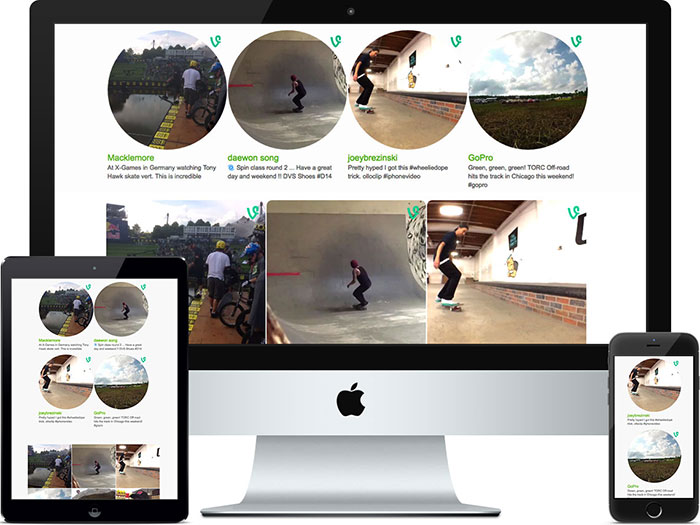 Macklemore
At X-Games in Germany watching Tony
Hawk skate vert. This is incredible
daewon song
Spin class round 2 ... Have a great
day and weekend !! DVS Shoes #D14
joeybrezinski
Pretty hyped I got this #wheeliedope
trick. olloclip #iphonevideo
GoPro
Green, green, green! TORC Off-road
hits the track in Chicago this weekend!
#gopro
Macklemore
At X-Games in Germany watching Tony
Hawk skate vert. This is incredible
daewon song
Spin class round 2 ... Have a great
day and weekend !! DVS Shoes #D14
joeybrezinski
Pretty hyped I got this #wheeliedope
trick. olloclip #iphonevideo
GoPro
Green, green, green! TORC Off-road
hits the track in Chicago this weekend!
#gopro
joeybrezinski
Pretty hyped I got this #wheeliedope
trick. olloclip #iphonevideo
GoPro
Green, green, green! TORC Off-road
hits the track in Chicago this weekend!